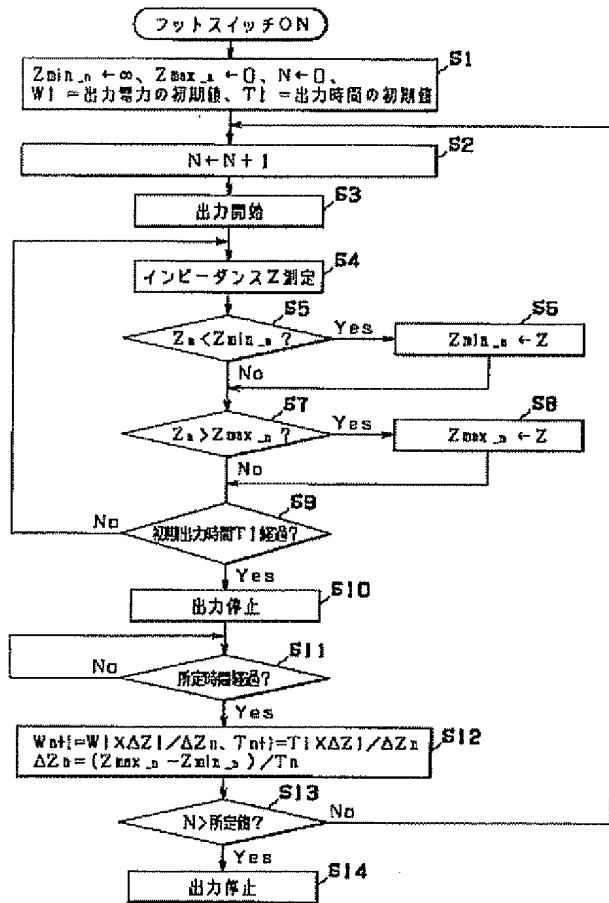 フットスイッチON
S1
Zmin_n ←∞、Zmax_n ←0、N←0、
W1 =出力電力の初期値、T1 =出力時間の初期値
S2
N←N+1
S3
出力開始
S4
インピーダンスZ測定
S5
Zn<Zmin_n ?
Yes
S6
Zmin_n ←Z
No
S7
Zn>Zmax_n ?
Yes
S8
Zmax_n ←Z
No
S9
初期出力時間T1経過?
No
Yes
S10
出力停止
S11
所定時間経過?
No
Yes
S12
Wn+1=W1×ΔZ1/ΔZn、Tn+1=T1×ΔZ1/ΔZn
ΔZn=(Zmax_n−Zmin_n)/Tn
S13
N>所定値?
No
Yes
S14
出力停止